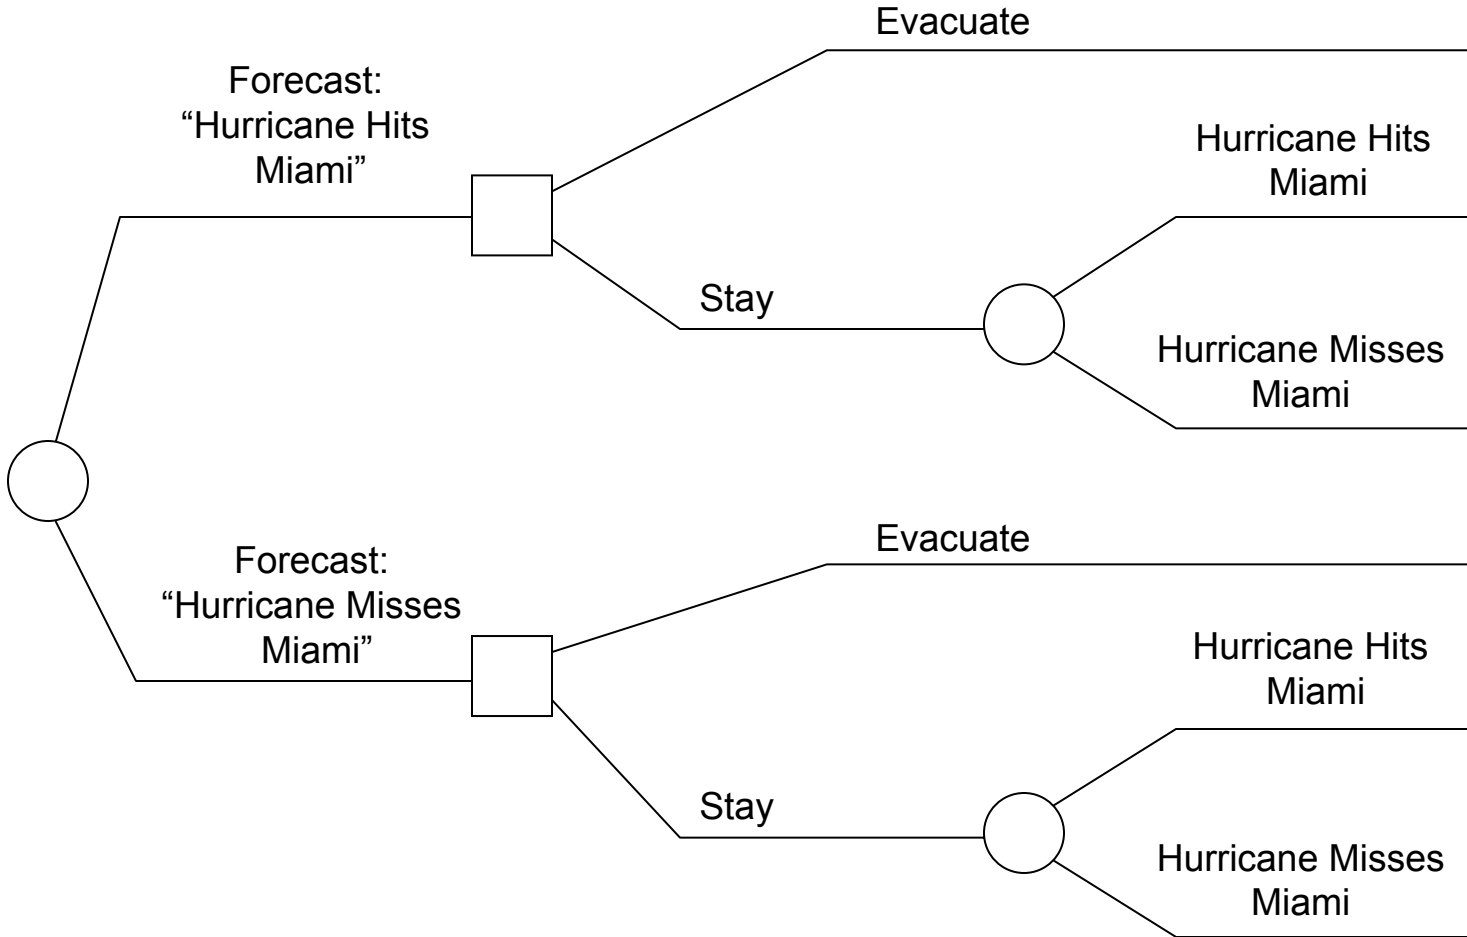 Evacuate
Forecast:
“Hurricane Hits
Miami”
Hurricane Hits
Miami
Stay
Hurricane Misses
Miami
Evacuate
Forecast:
“Hurricane Misses
Miami”
Hurricane Hits
Miami
Stay
Hurricane Misses
Miami